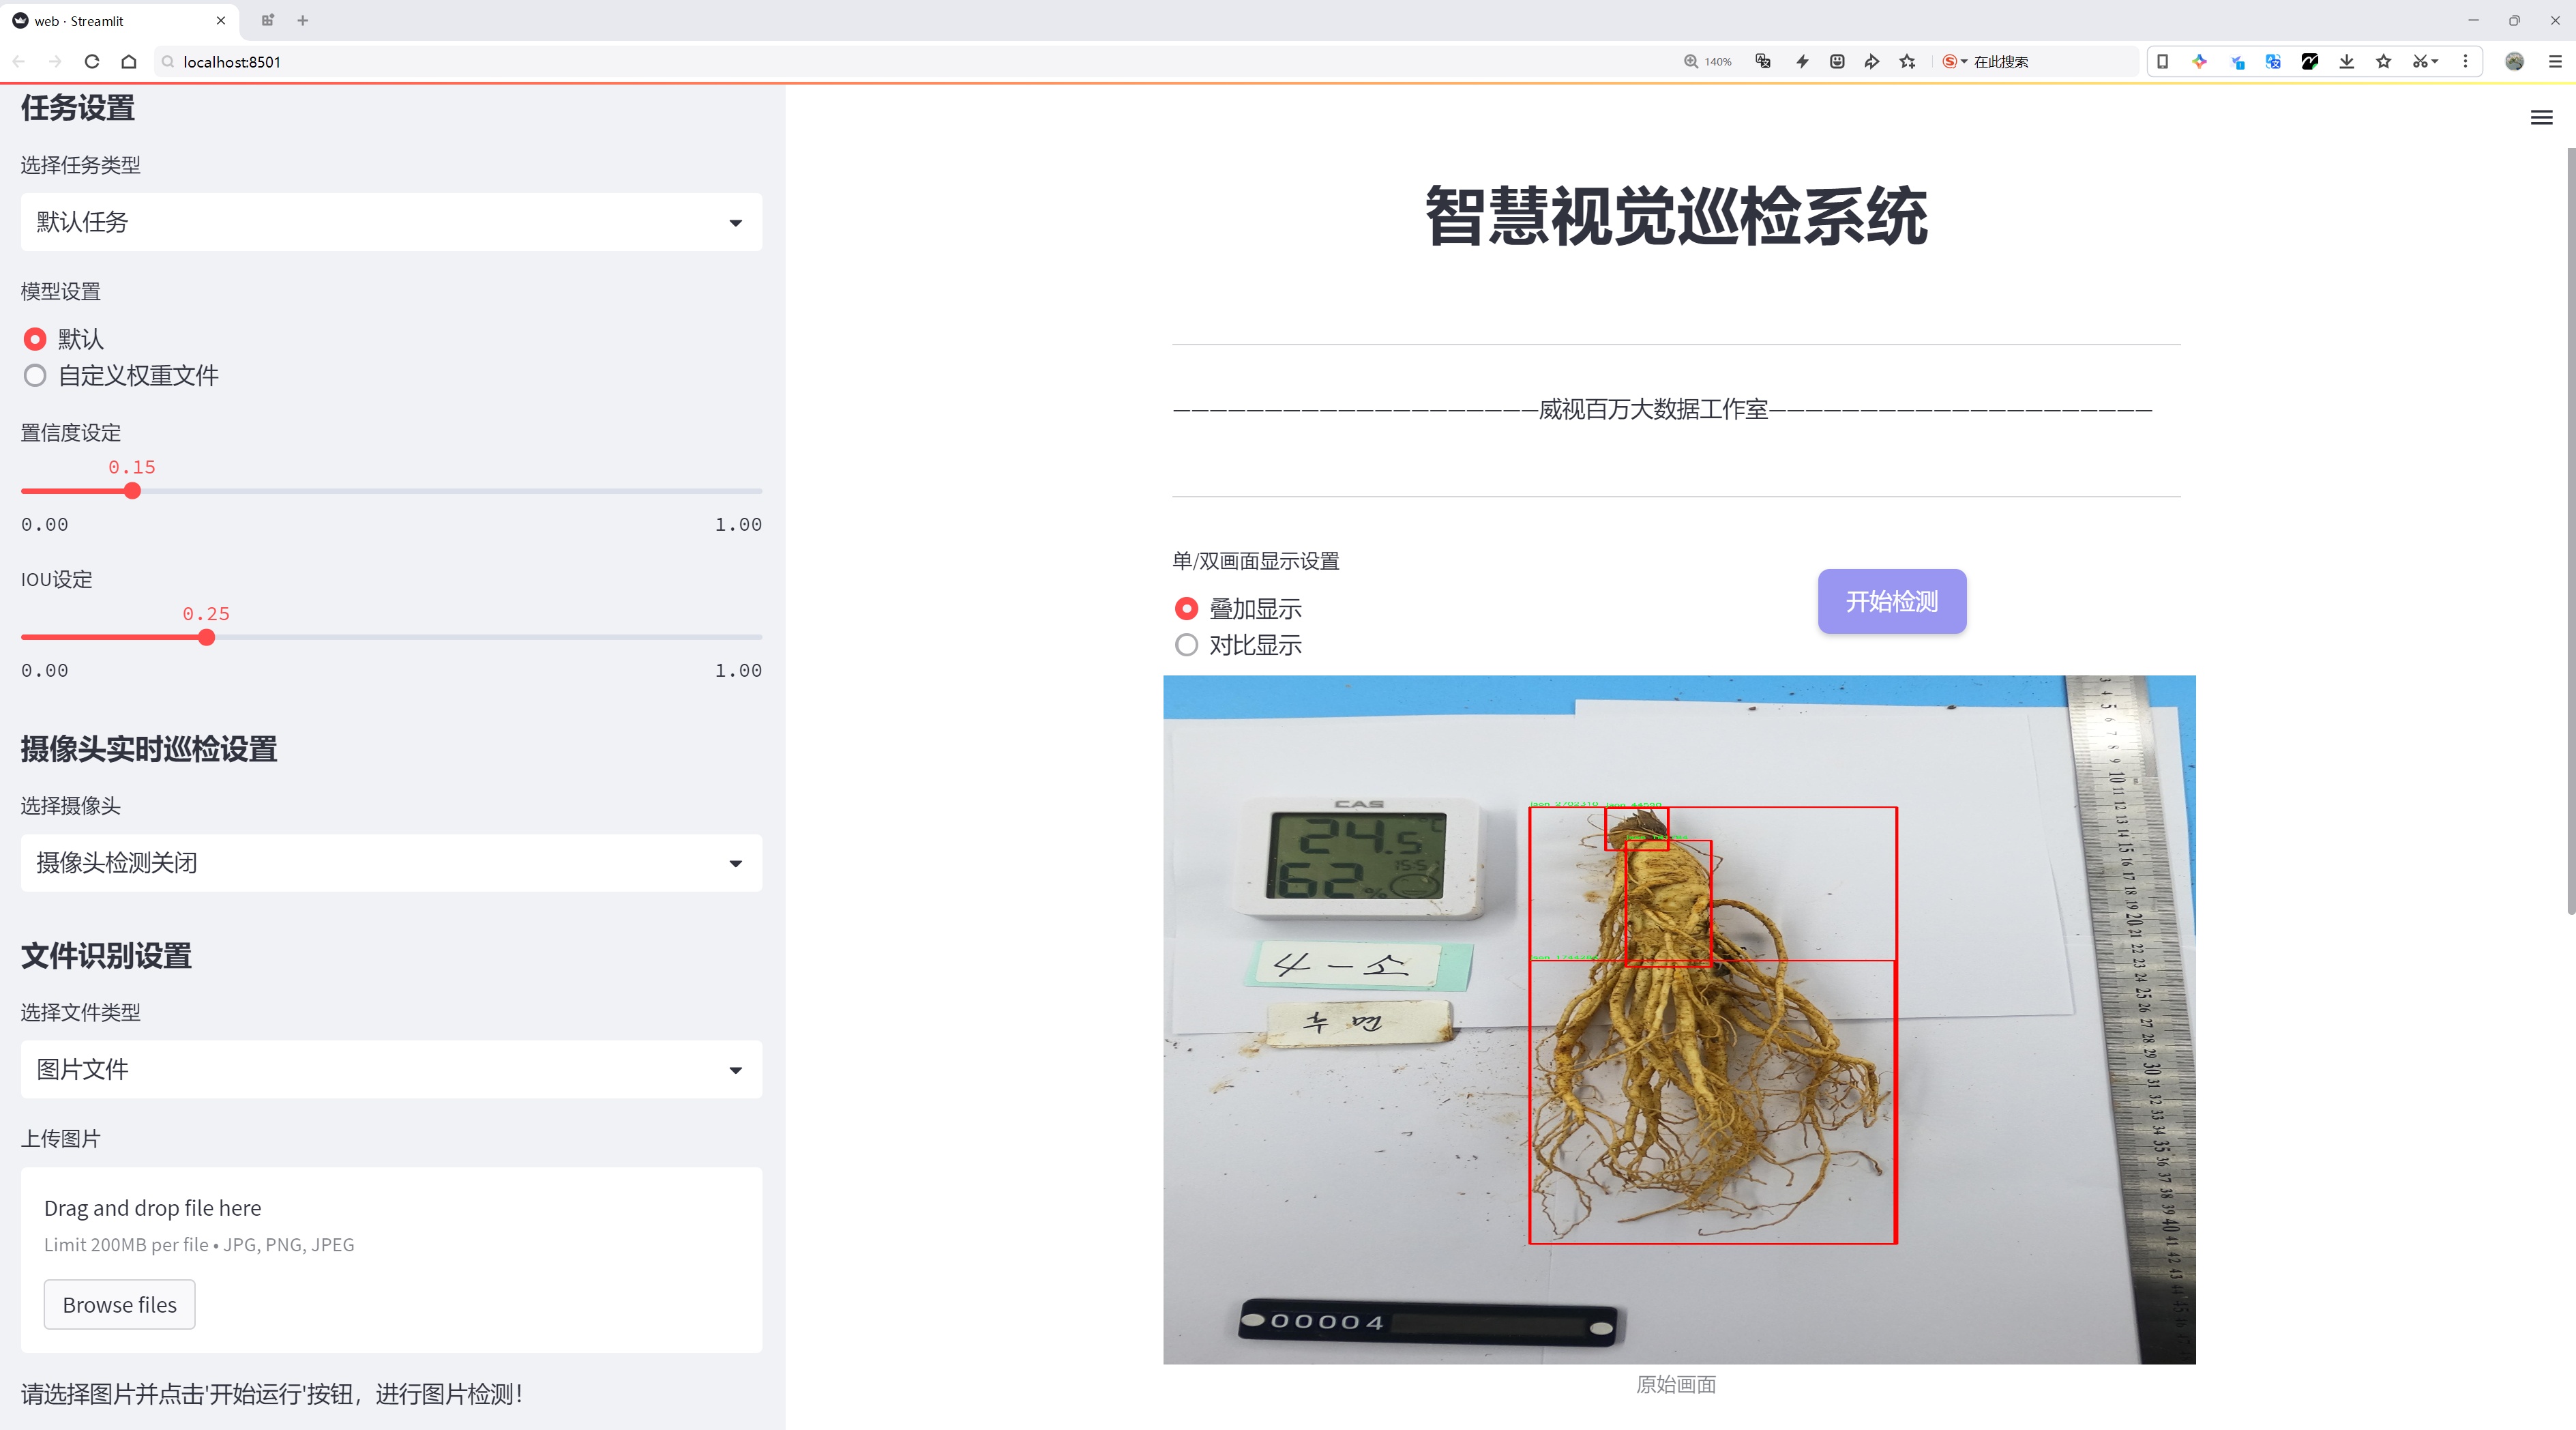 web · Streamlit
localhost:8501
140%
在此搜索
任务设置
选择任务类型
默认任务
模型设置
默认
自定义权重文件
置信度设定
0.15
0.00
1.00
IOU设定
0.25
0.00
1.00
摄像头实时巡检设置
选择摄像头
摄像头检测关闭
文件识别设置
选择文件类型
图片文件
上传图片
Drag and drop file here
Limit 200MB per file • JPG, PNG, JPEG
Browse files
请选择图片并点击'开始运行'按钮，进行图片检测！
智慧视觉巡检系统
————————————————————威视百万大数据工作室—————————————————————
单/双画面显示设置
叠加显示
对比显示
开始检测
CAS
24.5°C
62%
4-소
00004
原始画面